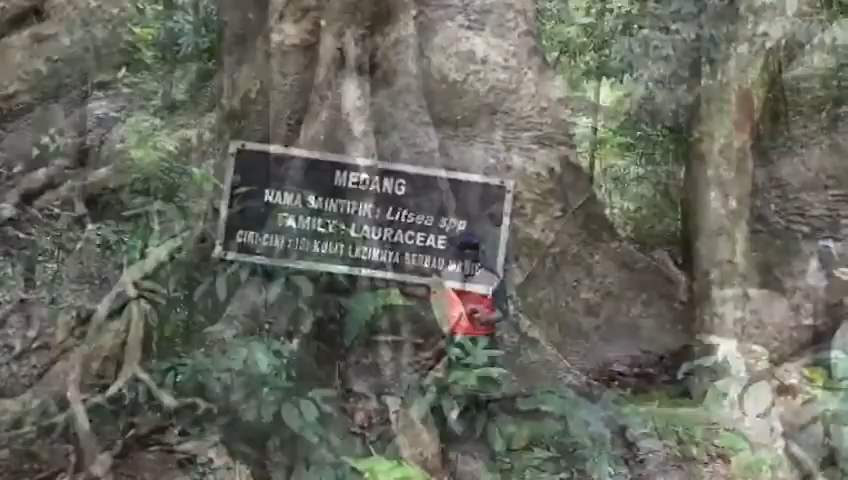 MEDANG
NAMA SAINTIFIK : Litsea spp
FAMILY : LAURACEAE
CIRI-CIRI : ISI KULIT LAZIMNYA BERBAU